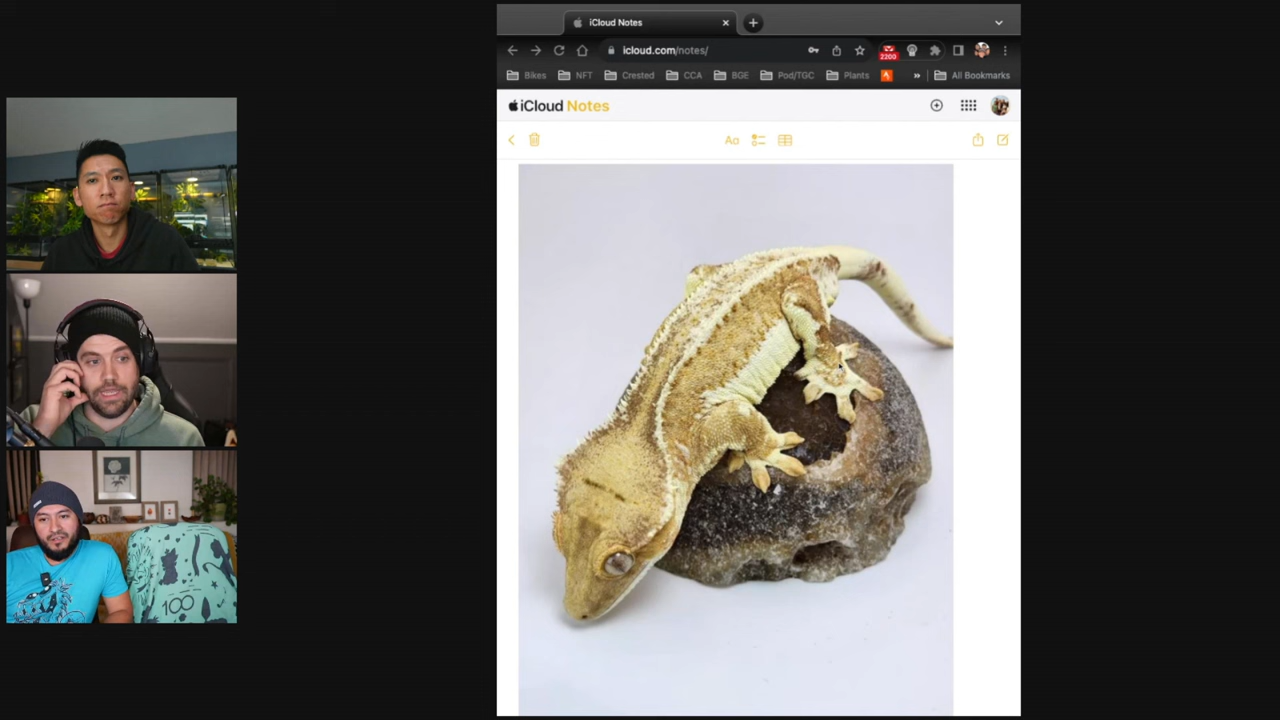 iCloud Notes
icloud.com/notes/
2200
Bikes NFT Crested CCA BGE Pod/TGC Plants » All Bookmarks
iCloud Notes
Aa
100